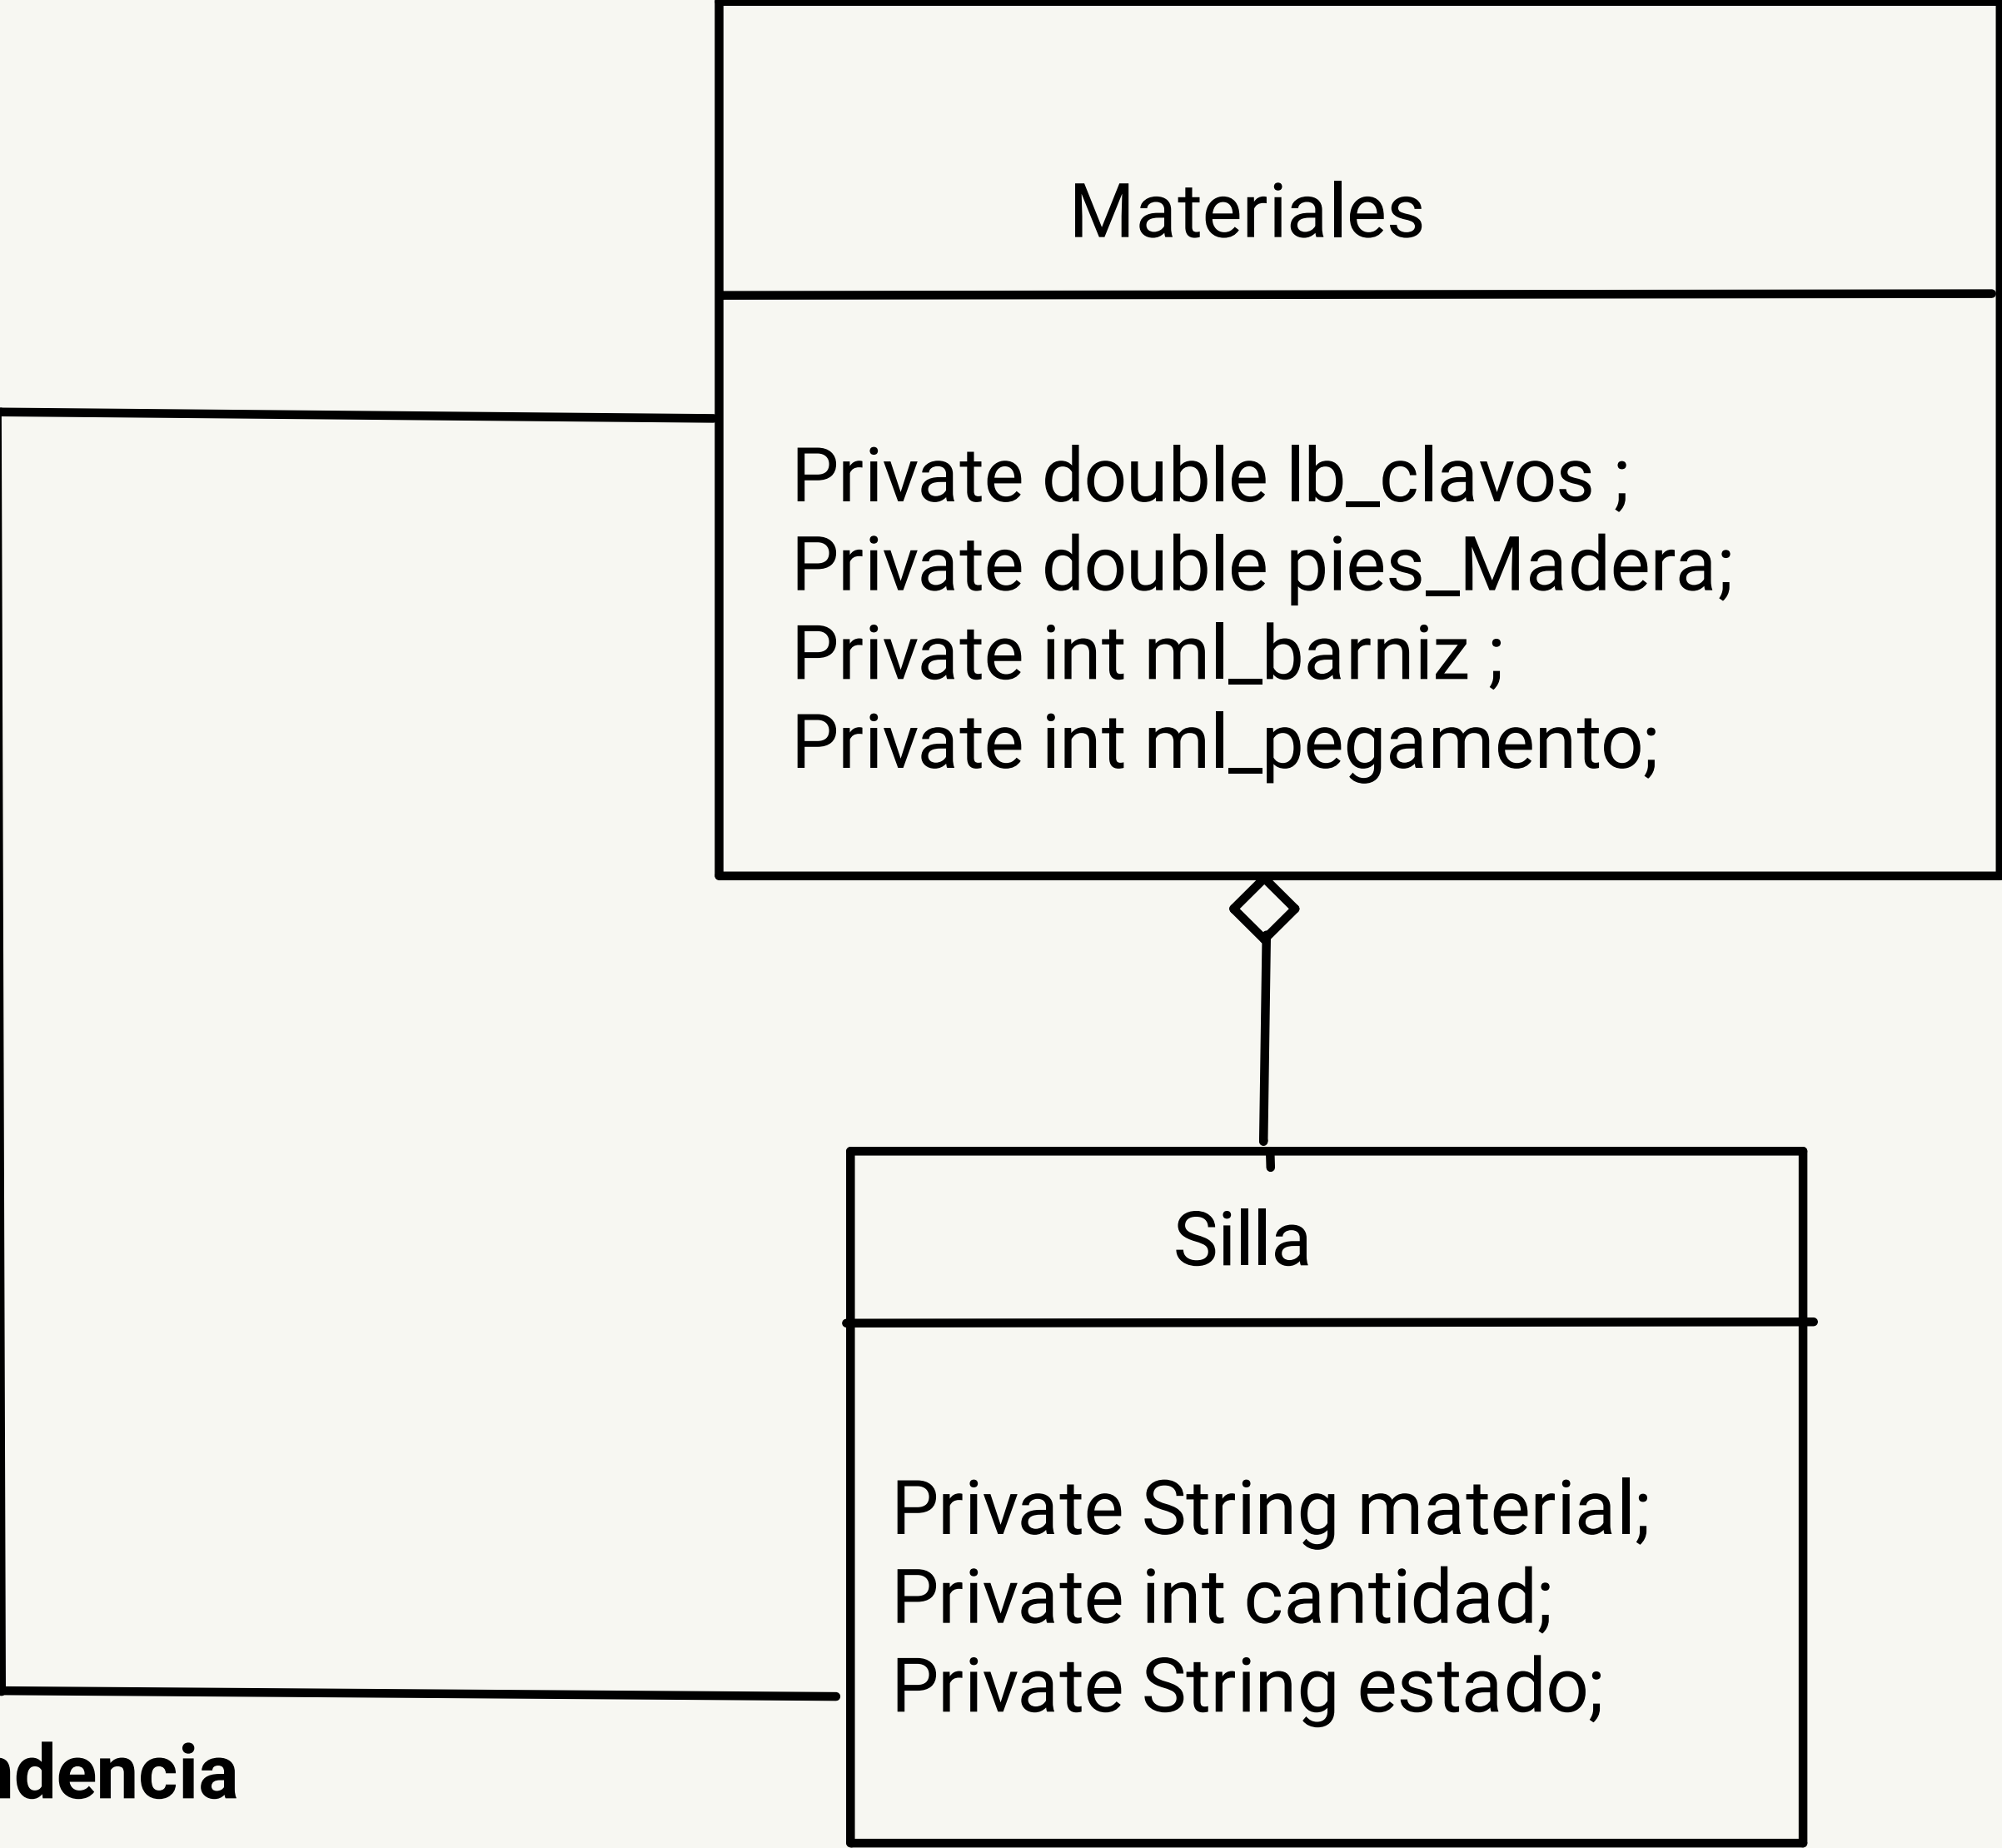 Materiales
Private double lb_clavos ;
Private double pies_Madera;
Private int ml_barniz ;
Private int ml_pegamento;
Silla
Private String material;
Private int cantidad;
Private String estado;
ndencia